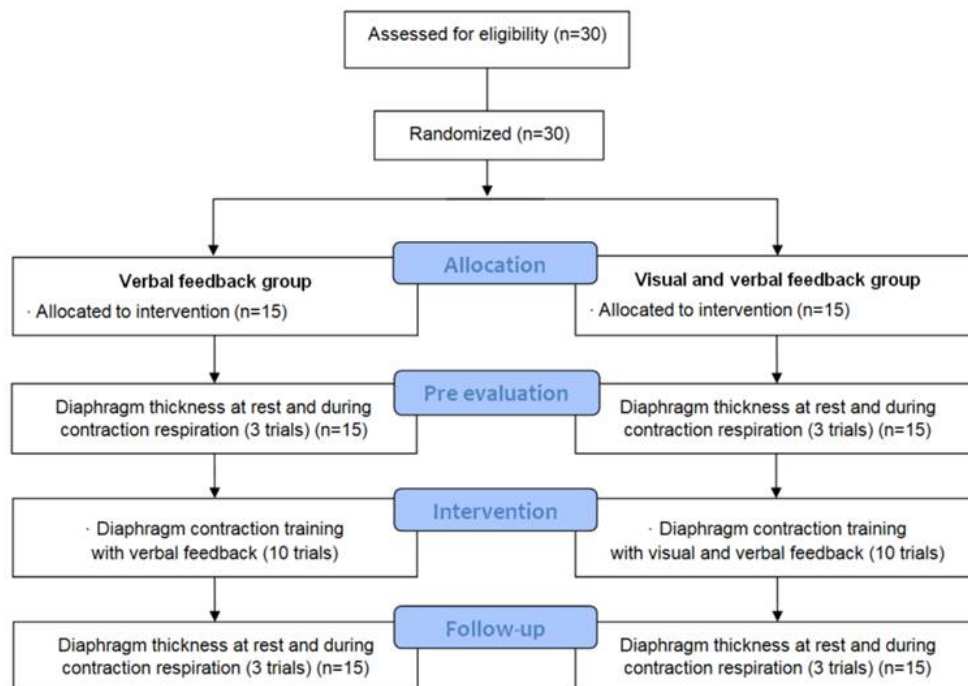 Assessed for eligibility (n=30)
Randomized (n=30)
Allocation
Verbal feedback group
· Allocated to intervention (n=15)
Visual and verbal feedback group
· Allocated to intervention (n=15)
Pre evaluation
Diaphragm thickness at rest and during
contraction respiration (3 trials) (n=15)
Diaphragm thickness at rest and during
contraction respiration (3 trials) (n=15)
Intervention
· Diaphragm contraction training
with verbal feedback (10 trials)
· Diaphragm contraction training
with visual and verbal feedback (10 trials)
Follow-up
Diaphragm thickness at rest and during
contraction respiration (3 trials) (n=15)
Diaphragm thickness at rest and during
contraction respiration (3 trials) (n=15)